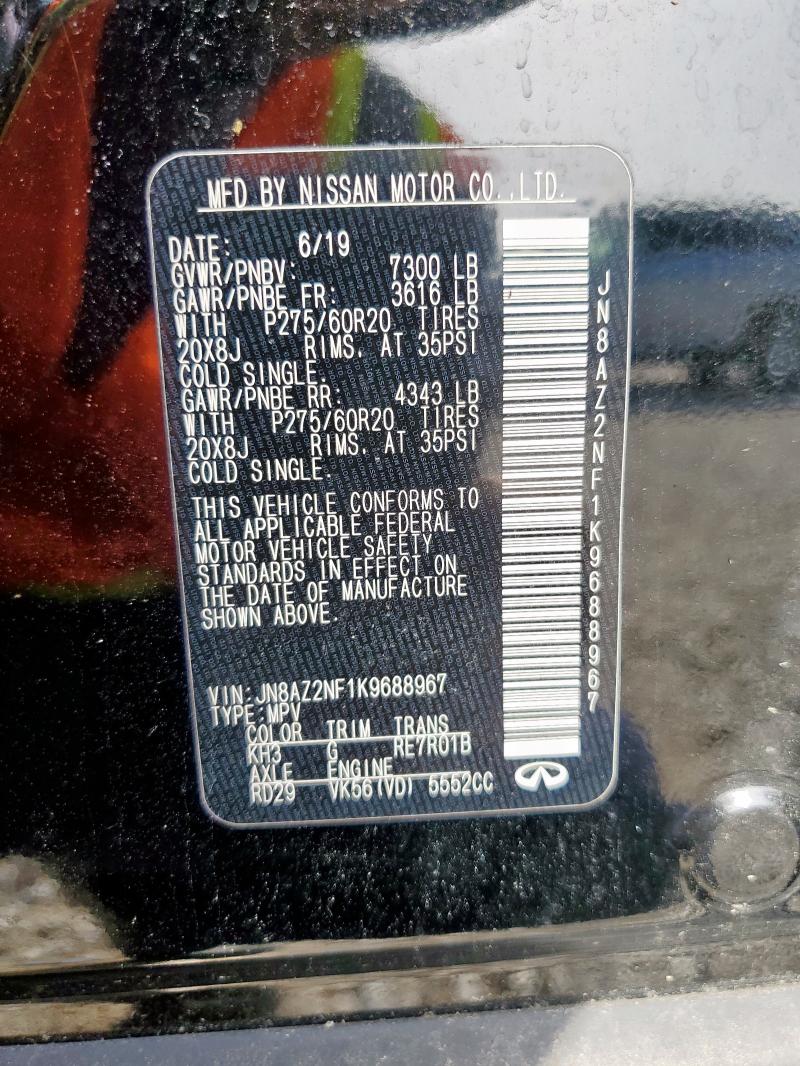 MFD BY NISSAN MOTOR CO.,LTD.
DATE: 6/19
GVWR/PNBV: 7300 LB
GAWR/PNBE FR: 3616 LB
WITH P275/60R20 TIRES
20X8J RIMS. AT 35PSI
COLD SINGLE.
GAWR/PNBE RR: 4343 LB
WITH P275/60R20 TIRES
20X8J RIMS. AT 35PSI
COLD SINGLE.
THIS VEHICLE CONFORMS TO
ALL APPLICABLE FEDERAL
MOTOR VEHICLE SAFETY
STANDARDS IN EFFECT ON
THE DATE OF MANUFACTURE
SHOWN ABOVE.
VIN:JN8AZ2NF1K9688967
TYPE:MPV
COLOR TRIM TRANS
KH3 G RE7R01B
AXLE ENGINE
RD29 VK56(VD) 5552CC
JN8AZ2NF1K9688967